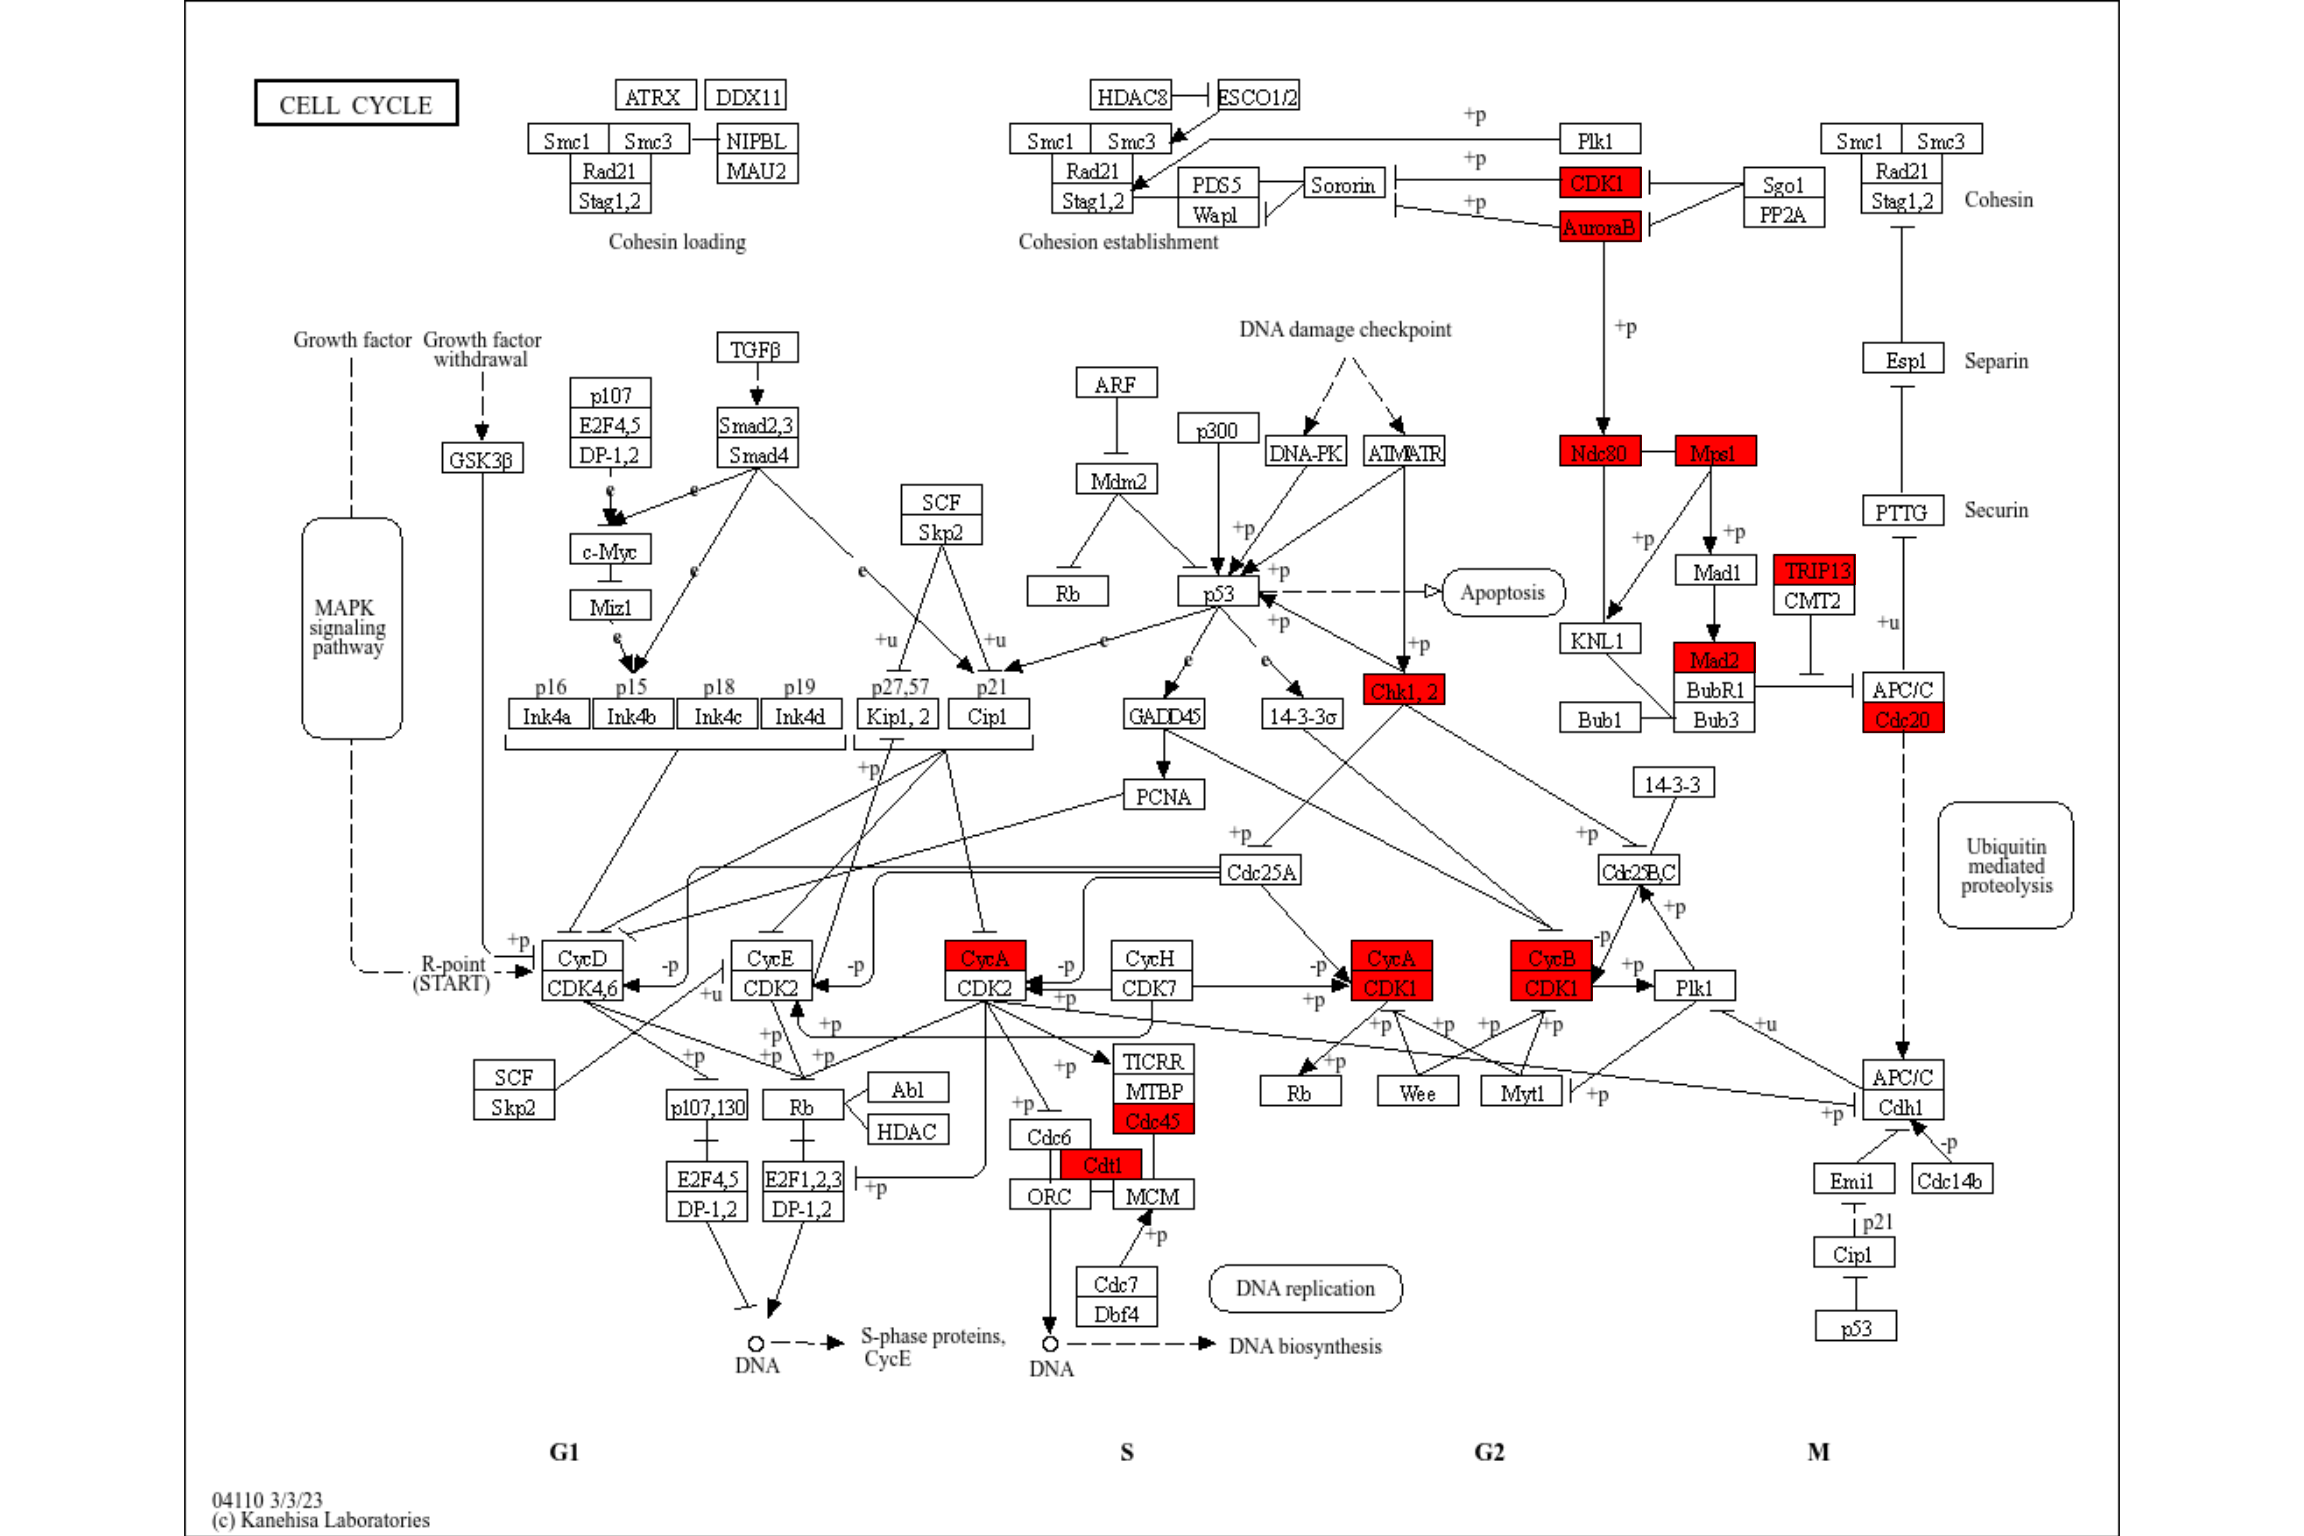 CELL CYCLE
ATRX DDX11
Smc1 Smc3 NIPBL
Rad21 MAU2
Stag1,2
Cohesin loading
HDAC8 ESCO1/2
Smc1 Smc3
Rad21
Stag1,2
PDS5
Wapl
Sororin
Cohesion establishment
+p
Plk1
+p
CDK1
+p
AuroraB
Sgo1
PP2A
Smc1 Smc3
Rad21
Stag1,2
Cohesin
+p
Growth factor
Growth factor
withdrawal
TGFβ
GSK3β
p107
E2F4,5
DP-1,2
Smad2,3
Smad4
e
e
c-Myc
Miz1
e
e
e
MAPK
signaling
pathway
SCF
Skp2
+u
+u
ARF
Mdm2
Rb
p300
DNA damage checkpoint
DNA-PK
ATM/ATR
+p
+p
p53
+p
Apoptosis
+p
e
e
e
Ndc80 Mps1
+p
+p
Mad1
TRIP13
CMT2
KNL1
Mad2
BubR1
Bub1 Bub3
Esp1 Separin
PTTG Securin
+u
APC/C
Cdc20
p16 p15 p18 p19
Ink4a Ink4b Ink4c Ink4d
p27,57 p21
Kip1, 2 Cip1
GADD45 14-3-3σ
Chk1, 2
+p
PCNA
+p
+p
Cdc25A
14-3-3
Cdc25B,C
Ubiquitin
mediated
proteolysis
+p
R-point
(START)
CycD
CDK4,6
-p
+u
CycE
CDK2
-p
CycA
CDK2
-p
+p
CycH
CDK7
-p
+p
CycA
CDK1
CycB
CDK1
-p
+p
+p
Plk1
+p
+p
+p
+p
+p
+p
+p
+p
+p
+u
SCF
Skp2
p107,130
Rb
Abl
HDAC
+p
TICRR
MTBP
Cdc45
+p
Cdc6
Cdt1
ORC MCM
+p
Cdc7
Dbf4
Rb Wee Myt1
+p
+p
APC/C
Cdh1
+p
-p
Emi1 Cdc14b
p21
Cip1
p53
E2F4,5
DP-1,2
E2F1,2,3
DP-1,2
+p
DNA replication
DNA
S-phase proteins,
CycE
DNA
DNA biosynthesis
G1 S G2 M
04110 3/3/23
(c) Kanehisa Laboratories